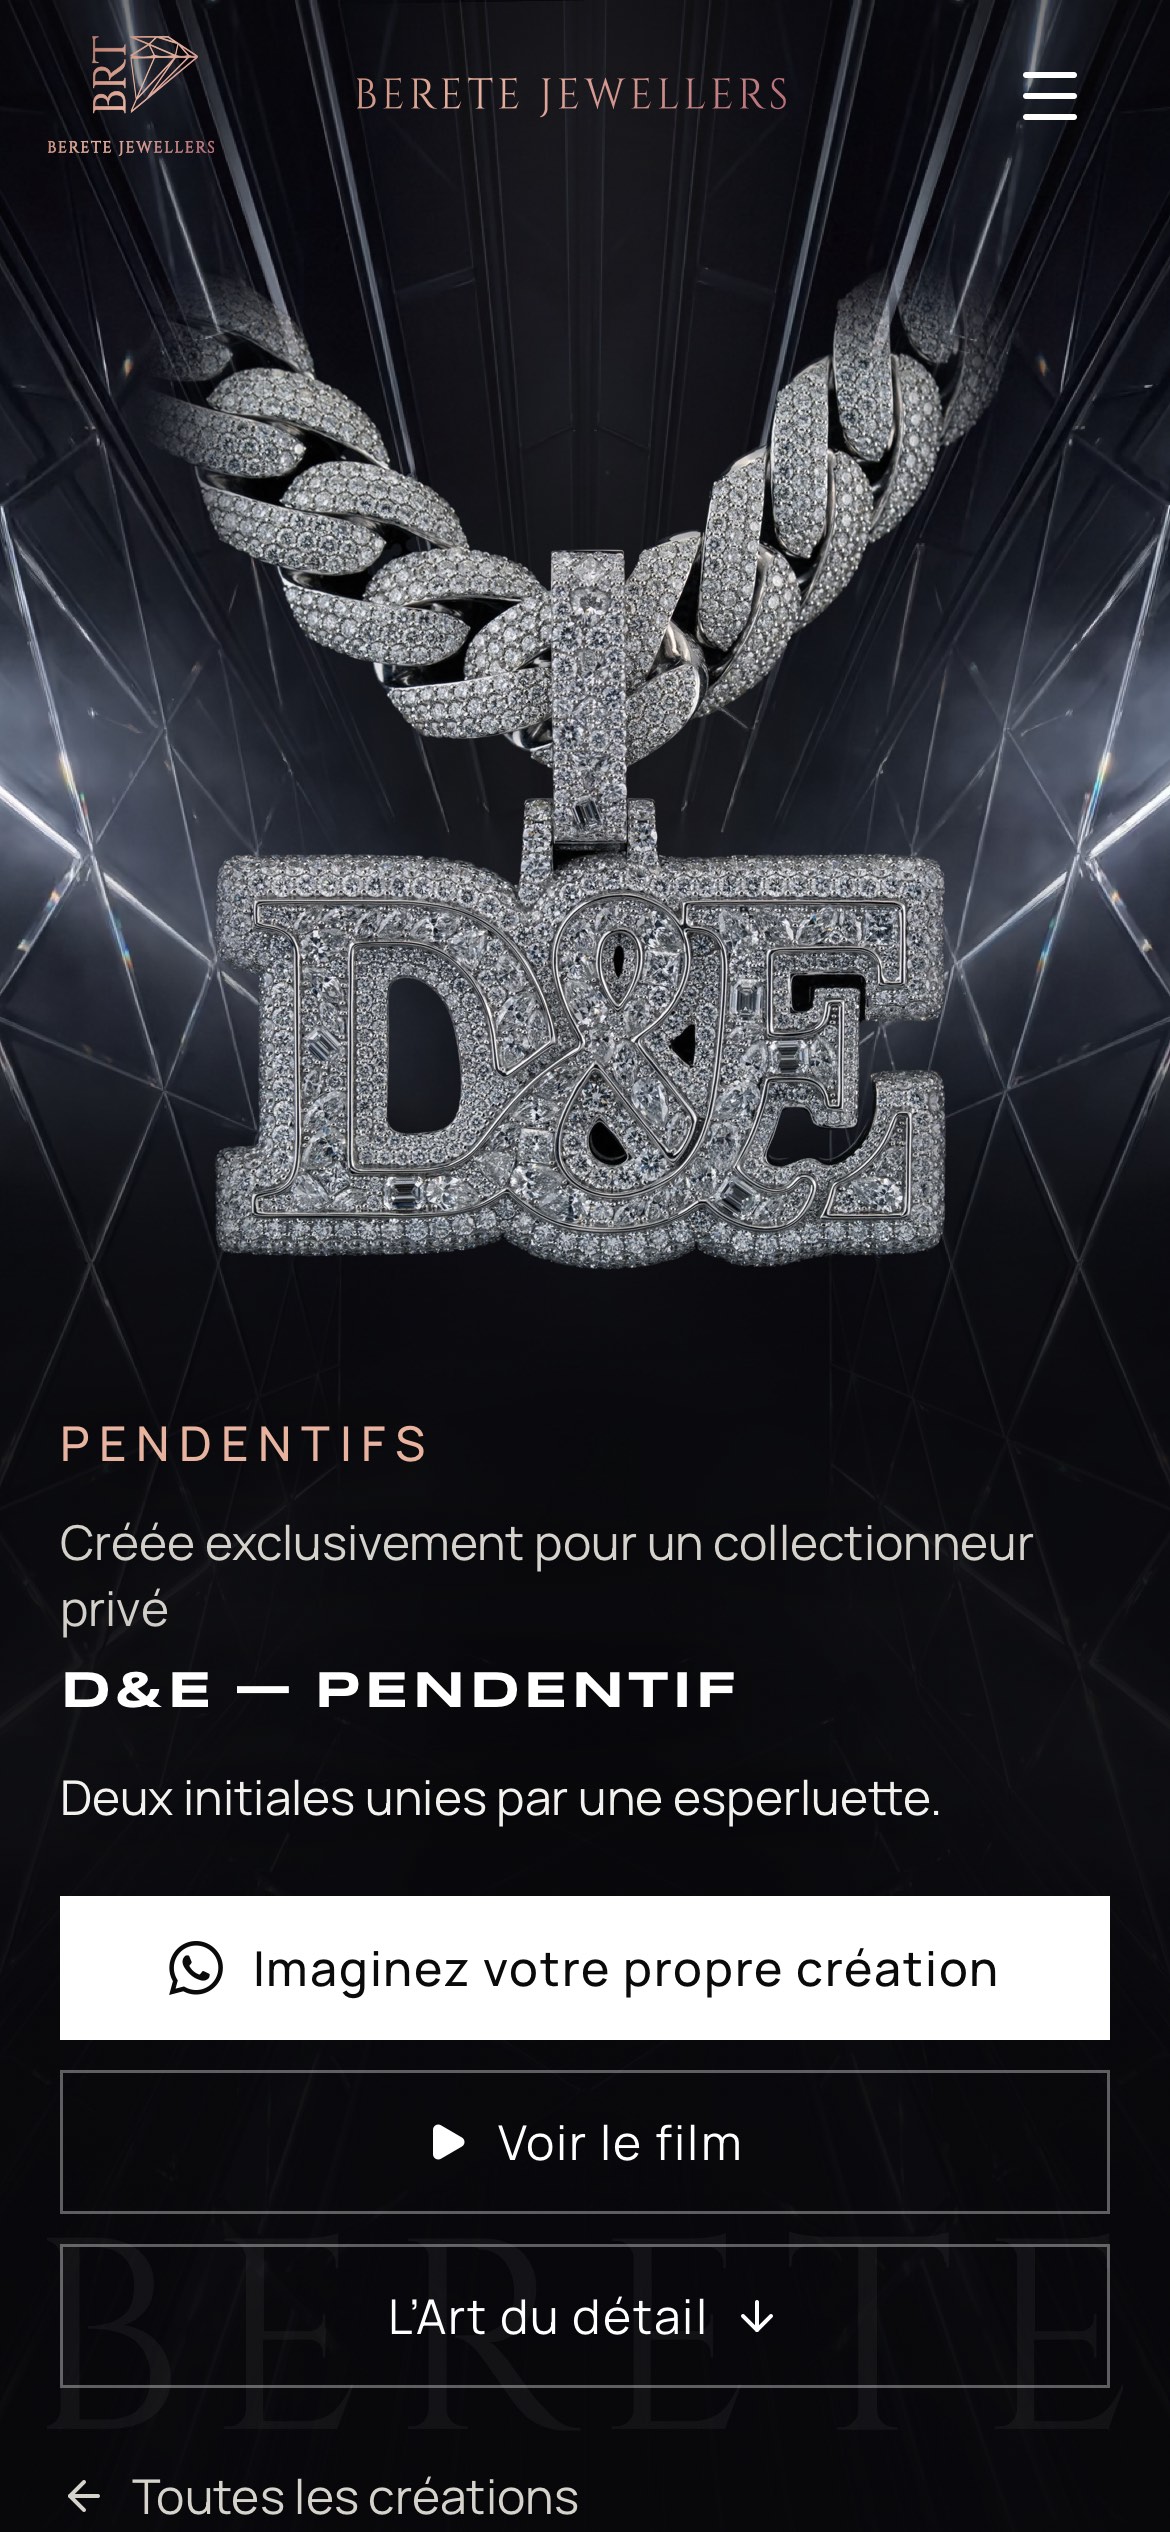 BRT
BERETE JEWELLERS
BERETE JEWELLERS
D&E
PENDENTIFS
Créée exclusivement pour un collectionneur
privé
D&E — PENDENTIF
Deux initiales unies par une esperluette.
Imaginez votre propre création
Voir le film
BERETE
L’Art du détail ↓
← Toutes les créations